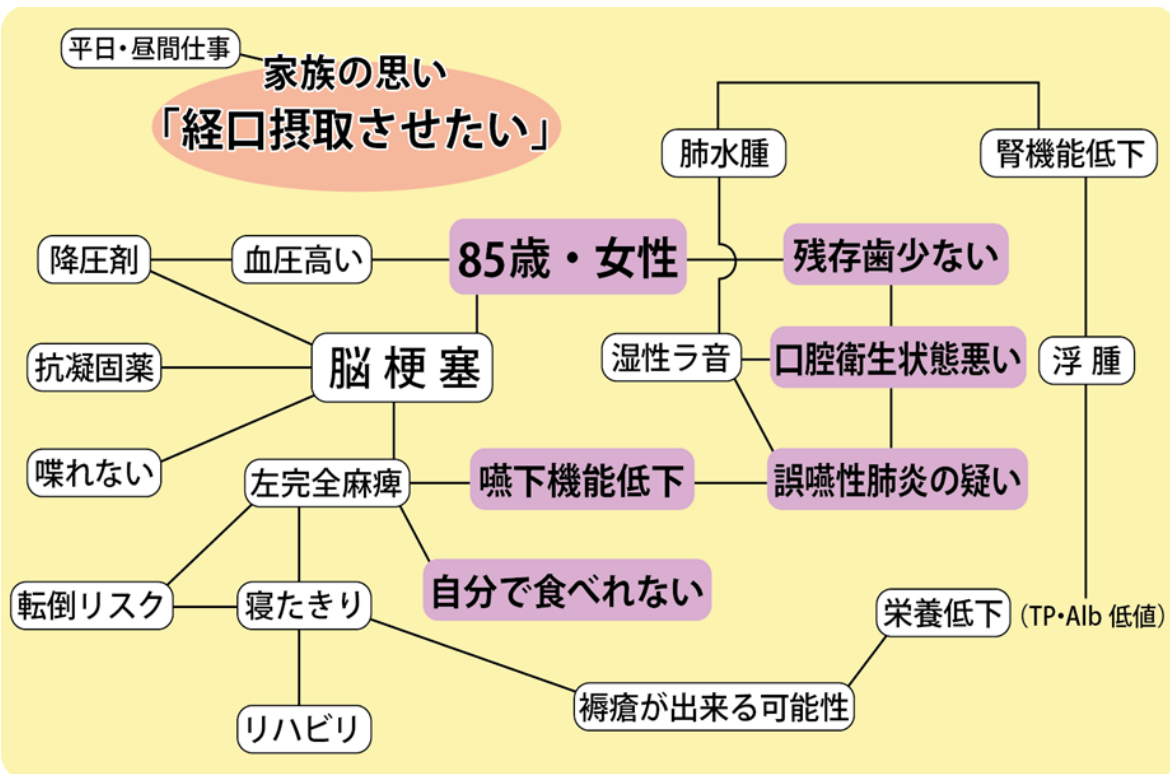 平日・昼間仕事
家族の思い
「経口摂取させたい」
肺水腫
腎機能低下
降圧剤
血圧高い
85歳・女性
残存歯少ない
抗凝固薬
脳梗塞
湿性ラ音
口腔衛生状態悪い
浮腫
喋れない
左完全麻痺
嚥下機能低下
誤嚥性肺炎の疑い
自分で食べれない
転倒リスク
寝たきり
栄養低下
（TP・Alb 低値）
褥瘡が出来る可能性
リハビリ